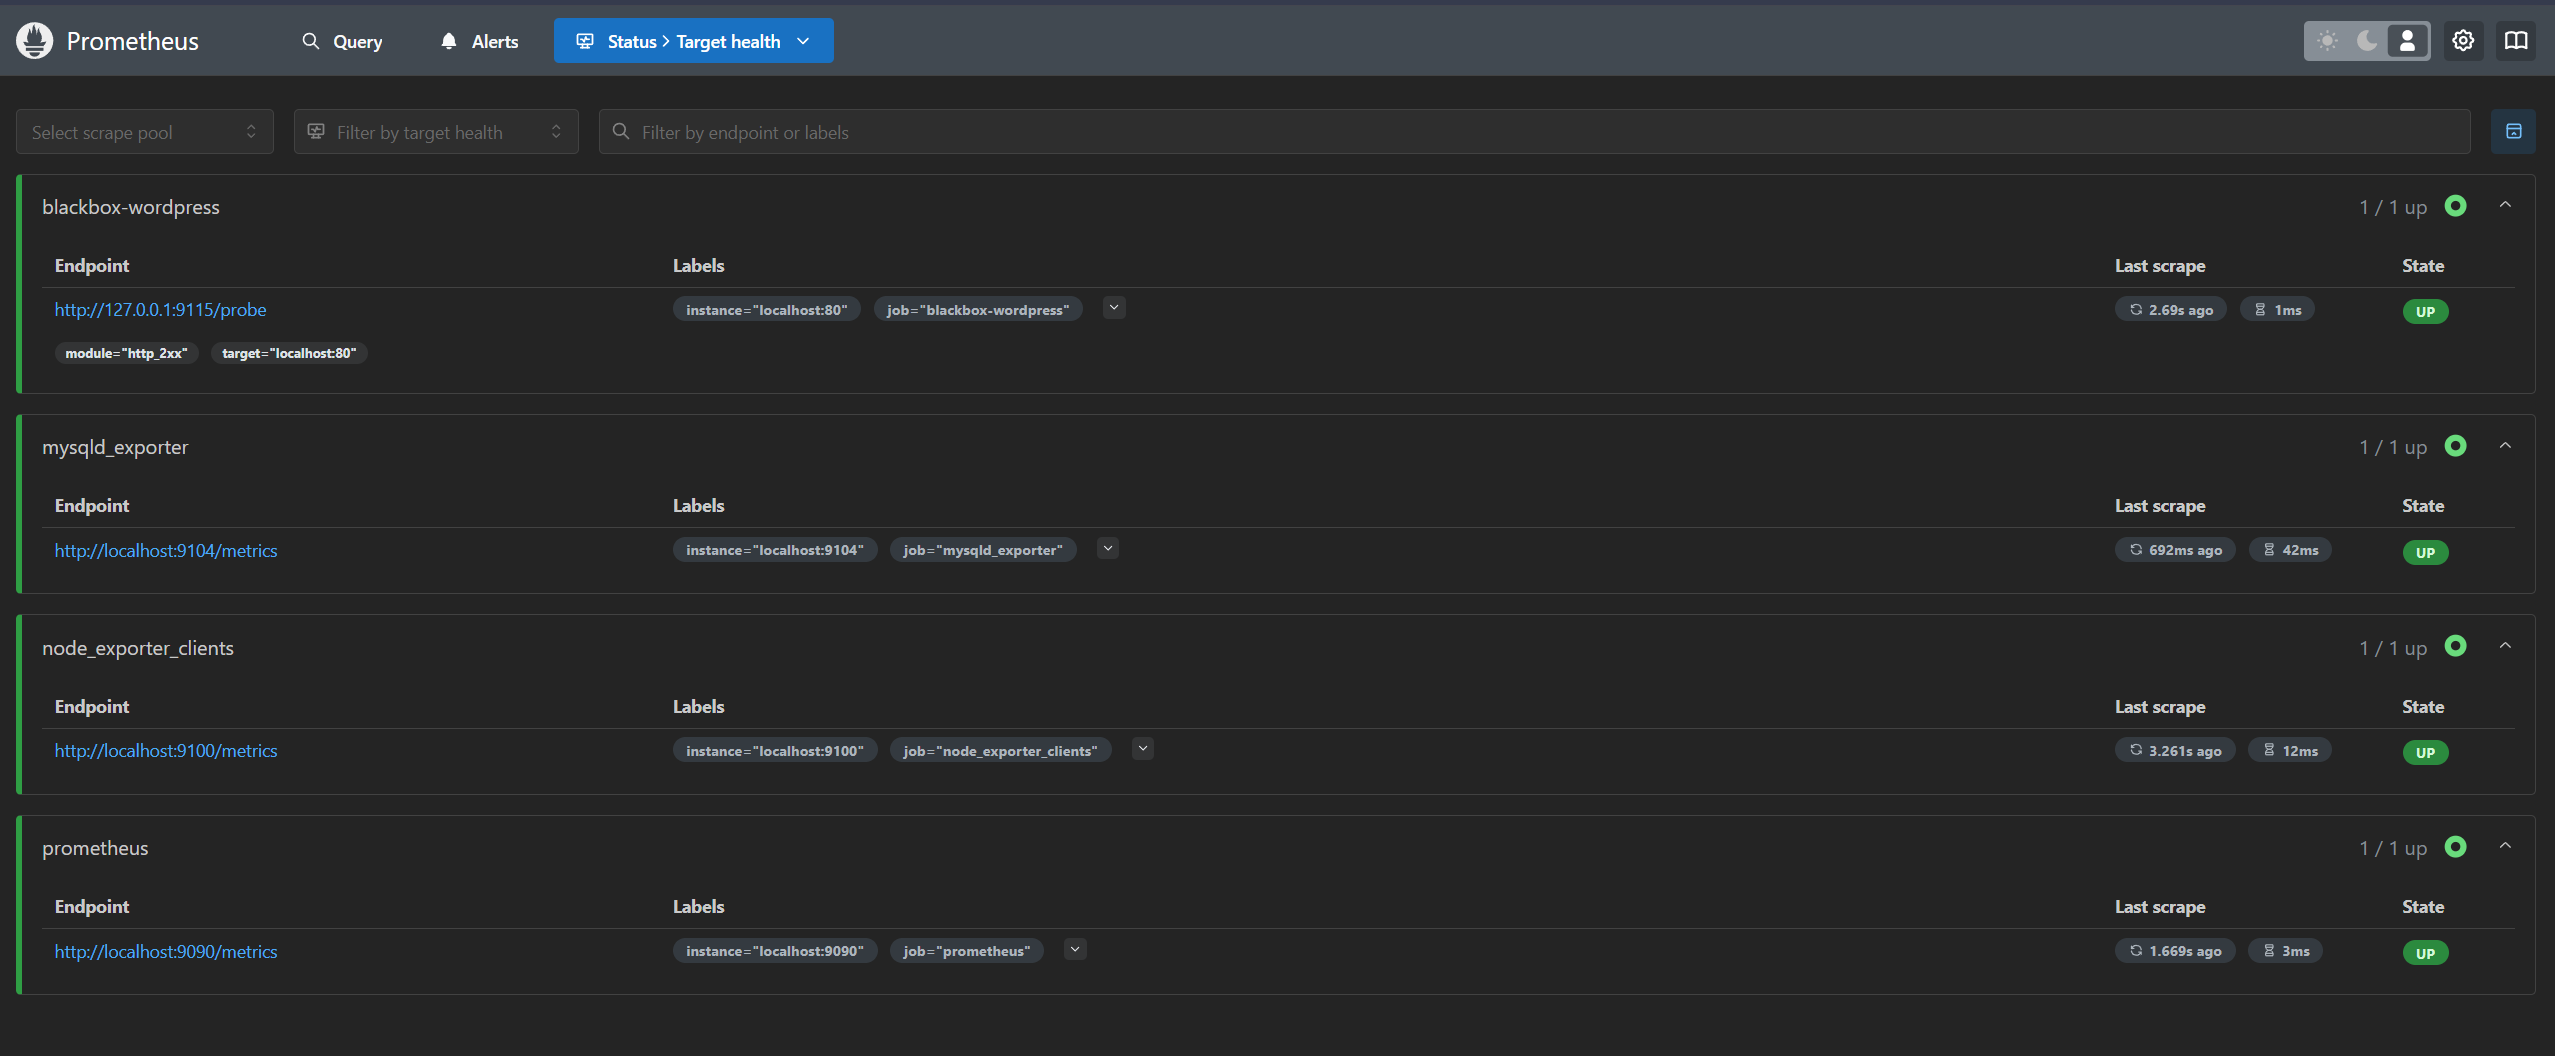 Prometheus Query Alerts Status > Target health
Select scrape pool Filter by target health Filter by endpoint or labels
blackbox-wordpress 1 / 1 up
Endpoint Labels Last scrape State
http://127.0.0.1:9115/probe instance="localhost:80" job="blackbox-wordpress" 2.69s ago 1ms UP
module="http_2xx" target="localhost:80"
mysqld_exporter 1 / 1 up
Endpoint Labels Last scrape State
http://localhost:9104/metrics instance="localhost:9104" job="mysqld_exporter" 692ms ago 42ms UP
node_exporter_clients 1 / 1 up
Endpoint Labels Last scrape State
http://localhost:9100/metrics instance="localhost:9100" job="node_exporter_clients" 3.261s ago 12ms UP
prometheus 1 / 1 up
Endpoint Labels Last scrape State
http://localhost:9090/metrics instance="localhost:9090" job="prometheus" 1.669s ago 3ms UP